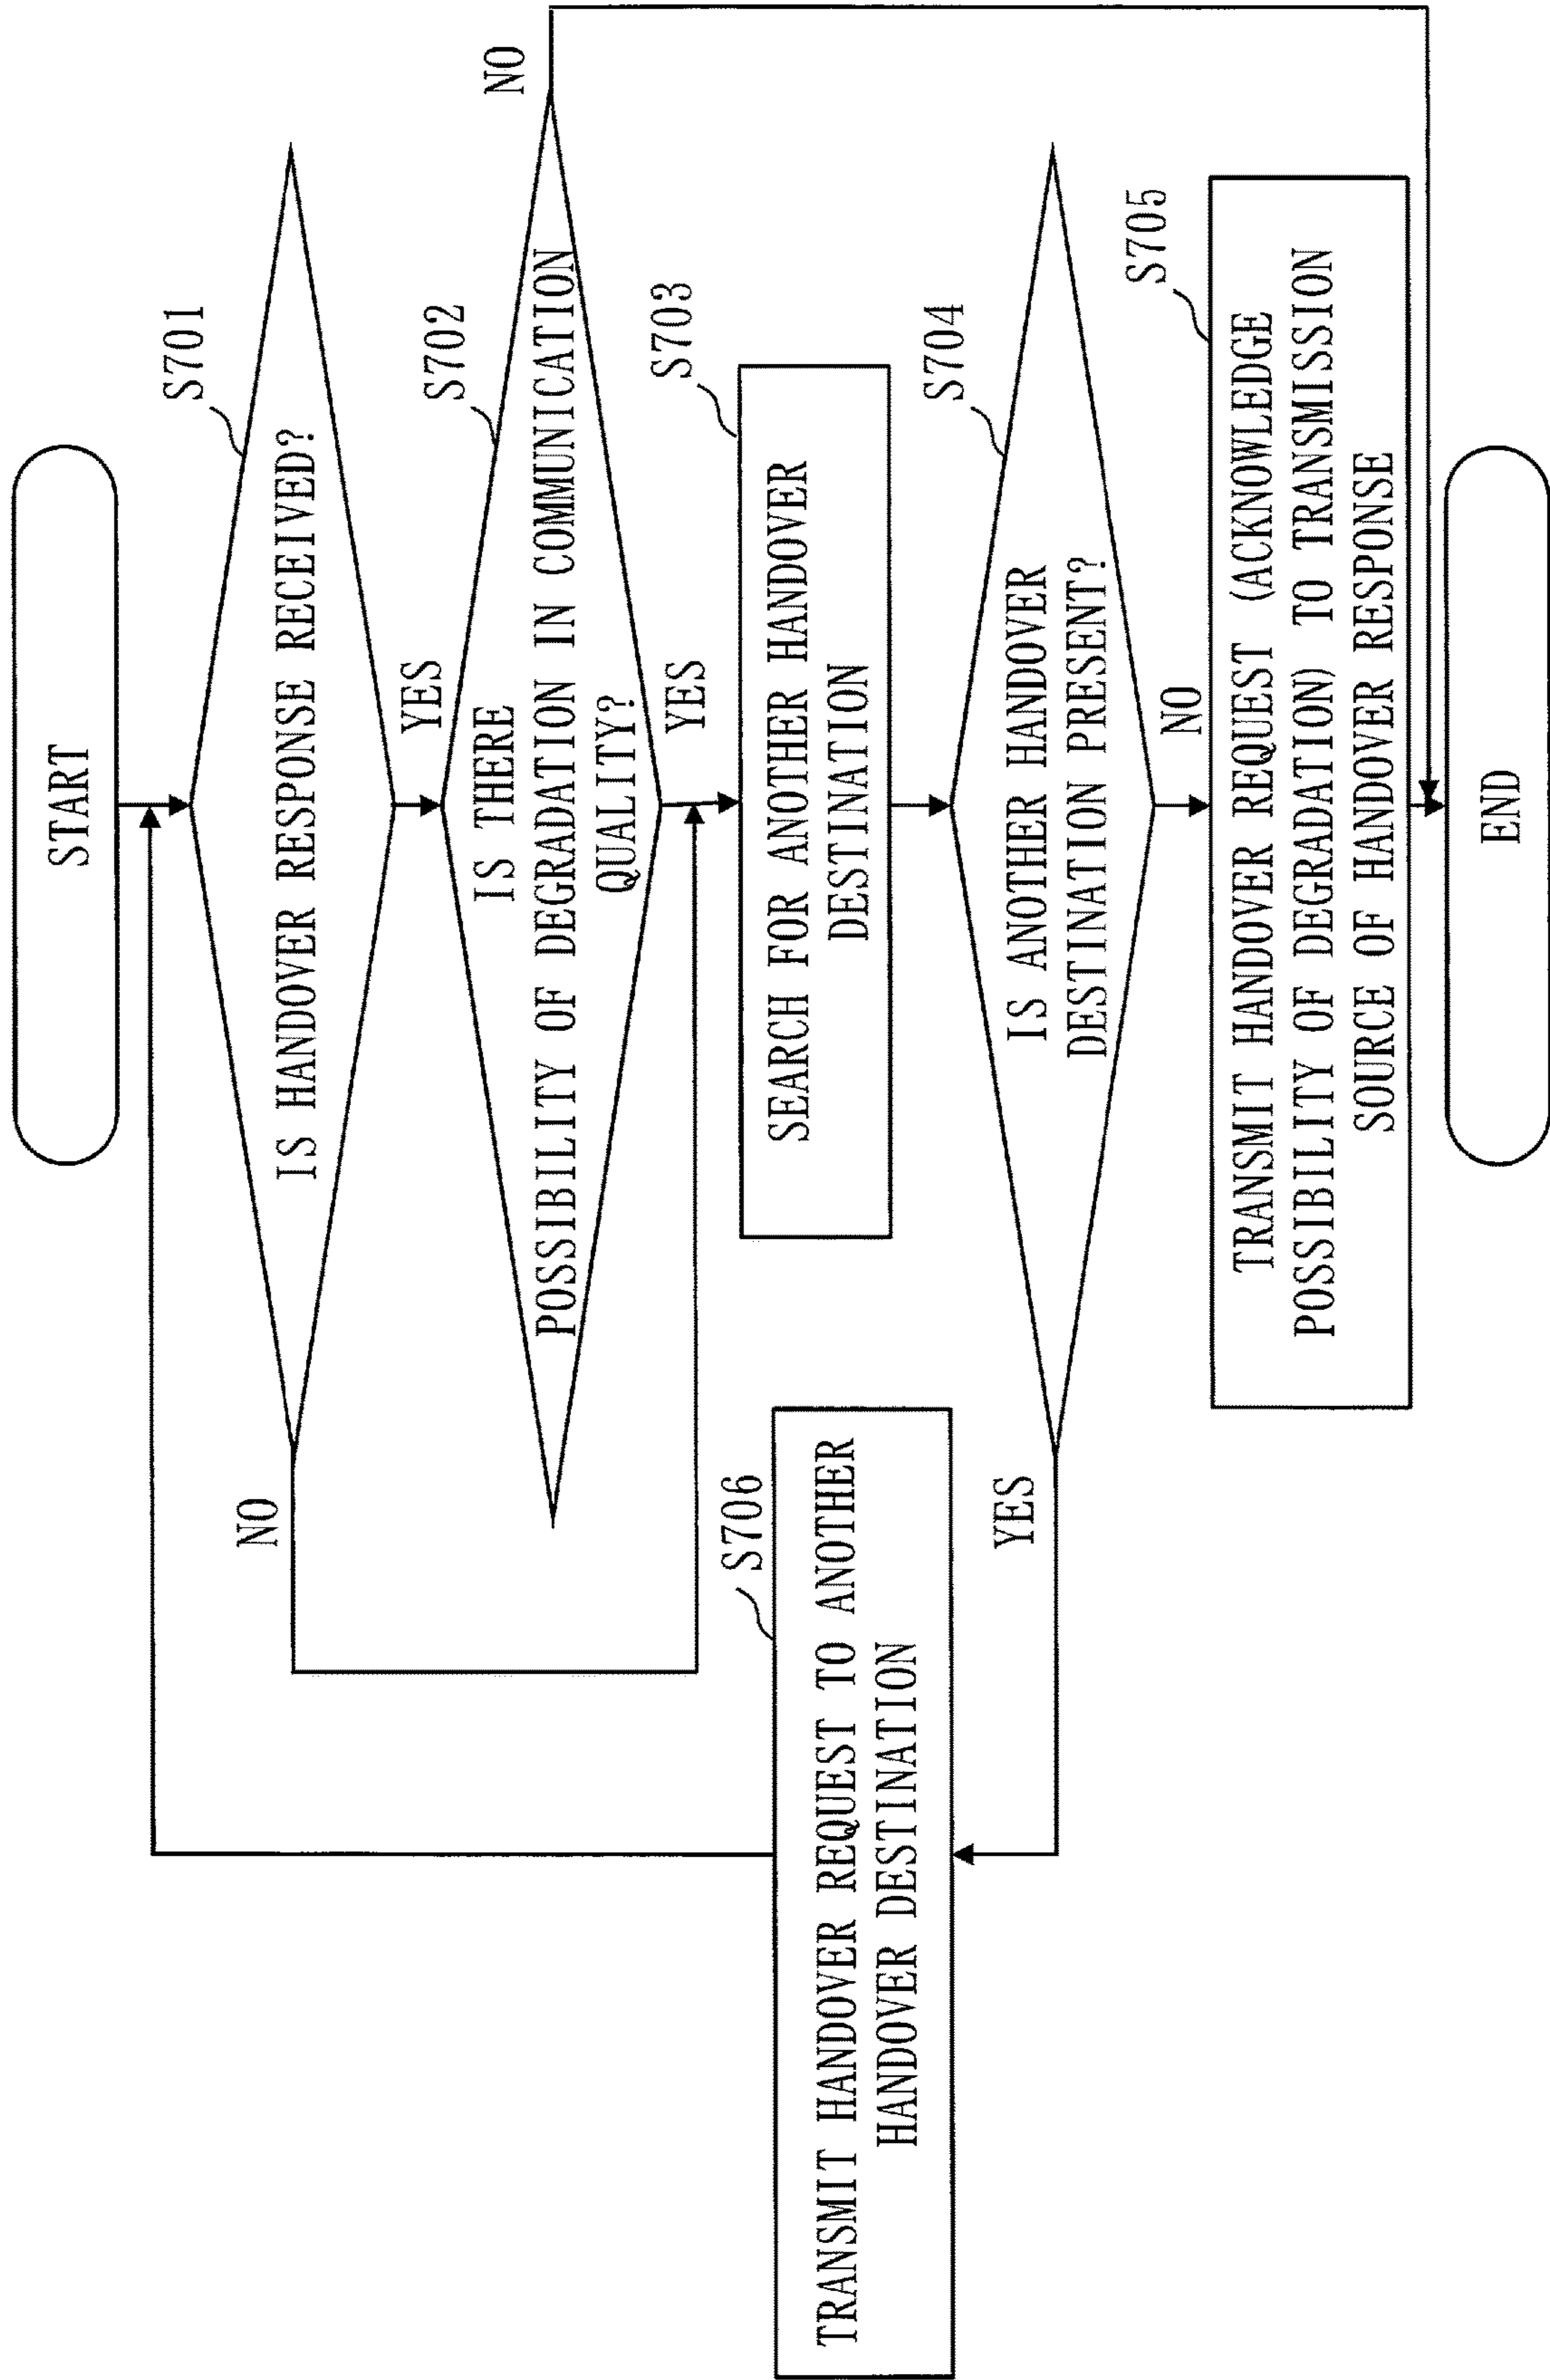 START
S701
IS HANDOVER RESPONSE RECEIVED?
NO
YES
S702
NO
IS THERE
POSSIBILITY OF DEGRADATION IN COMMUNICATION
QUALITY?
YES
S703
SEARCH FOR ANOTHER HANDOVER
DESTINATION
S706
TRANSMIT HANDOVER REQUEST TO ANOTHER
HANDOVER DESTINATION
S704
IS ANOTHER HANDOVER
DESTINATION PRESENT?
YES
NO
S705
TRANSMIT HANDOVER REQUEST (ACKNOWLEDGE
POSSIBILITY OF DEGRADATION) TO TRANSMISSION
SOURCE OF HANDOVER RESPONSE
END